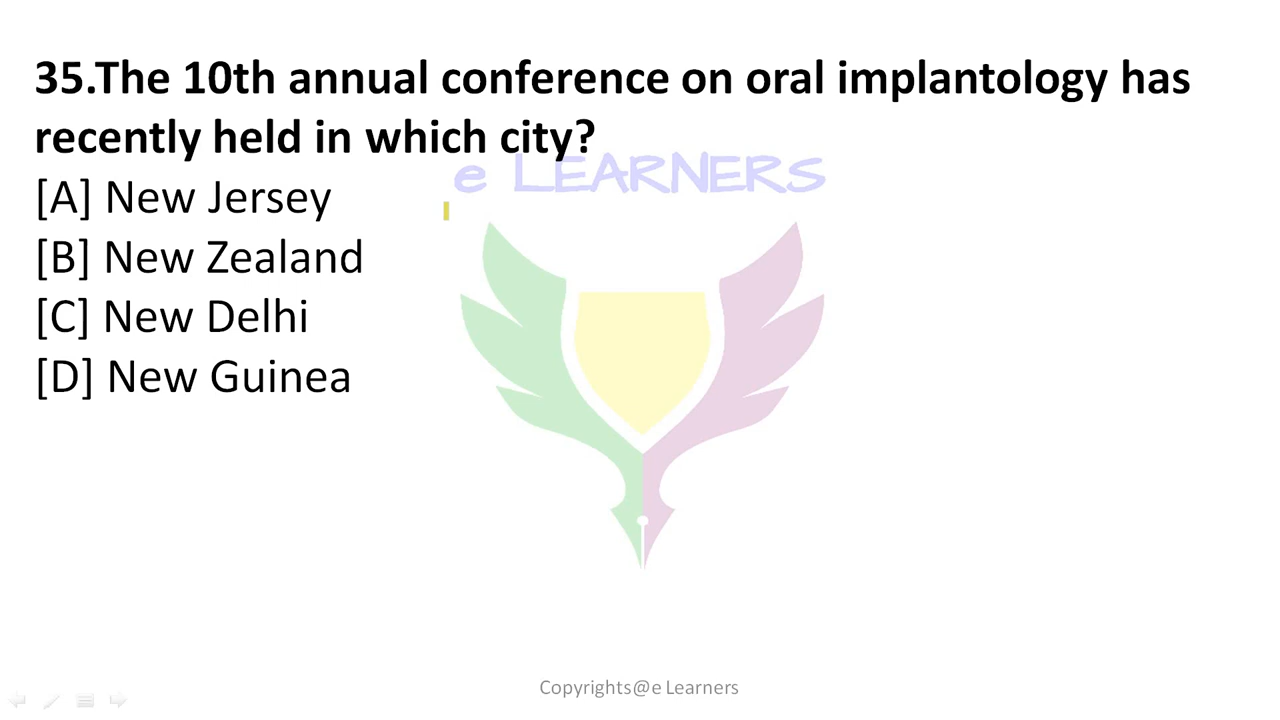 35.The 10th annual conference on oral implantology has
recently held in which city?
e LEARNERS
[A] New Jersey
[B] New Zealand
[C] New Delhi
[D] New Guinea
Copyrights@e Learners